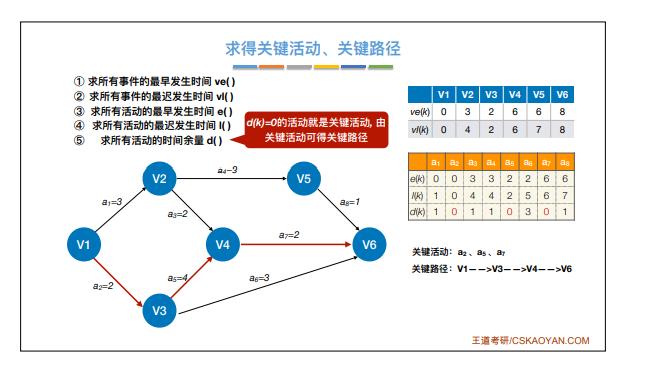 求得关键活动、关键路径
① 求所有事件的最早发生时间 ve( )
② 求所有事件的最迟发生时间 vl( )
③ 求所有活动的最早发生时间 e( )
④ 求所有活动的最迟发生时间 l( )
⑤ 求所有活动的时间余量 d( )
d(k)=0的活动就是关键活动, 由
关键活动可得关键路径
V1 V2 V3 V4 V5 V6
ve(k) 0 3 2 6 6 8
vl(k) 0 4 2 6 7 8
a₁ a₂ a₃ a₄ a₅ a₆ a₇ a₈
e(k) 0 0 3 3 2 2 6 6
l(k) 1 0 4 4 2 5 6 7
d(k) 1 0 1 1 0 3 0 1
关键活动：a₂ 、a₅ 、a₇
关键路径：V1——>V3——>V4——>V6
V2
a₄=3
V5
a₁=3
a₃=2
a₈=1
V1
V4
a₇=2
V6
a₂=2
a₅=4
a₆=3
V3
王道考研/CSKAOYAN.COM